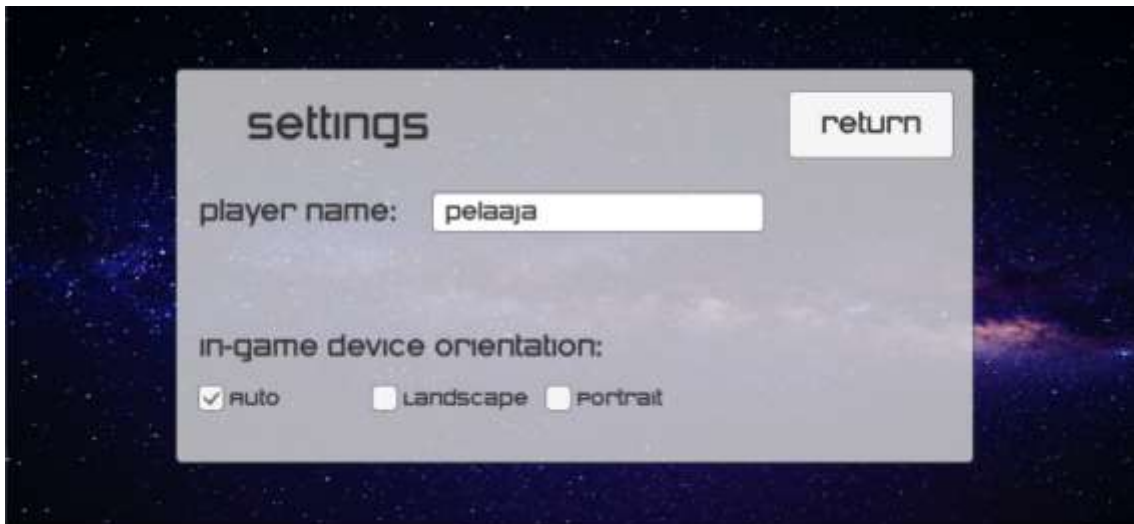 settings
return
player name: pelaaja
in-game device orientation:
Auto Landscape Portrait